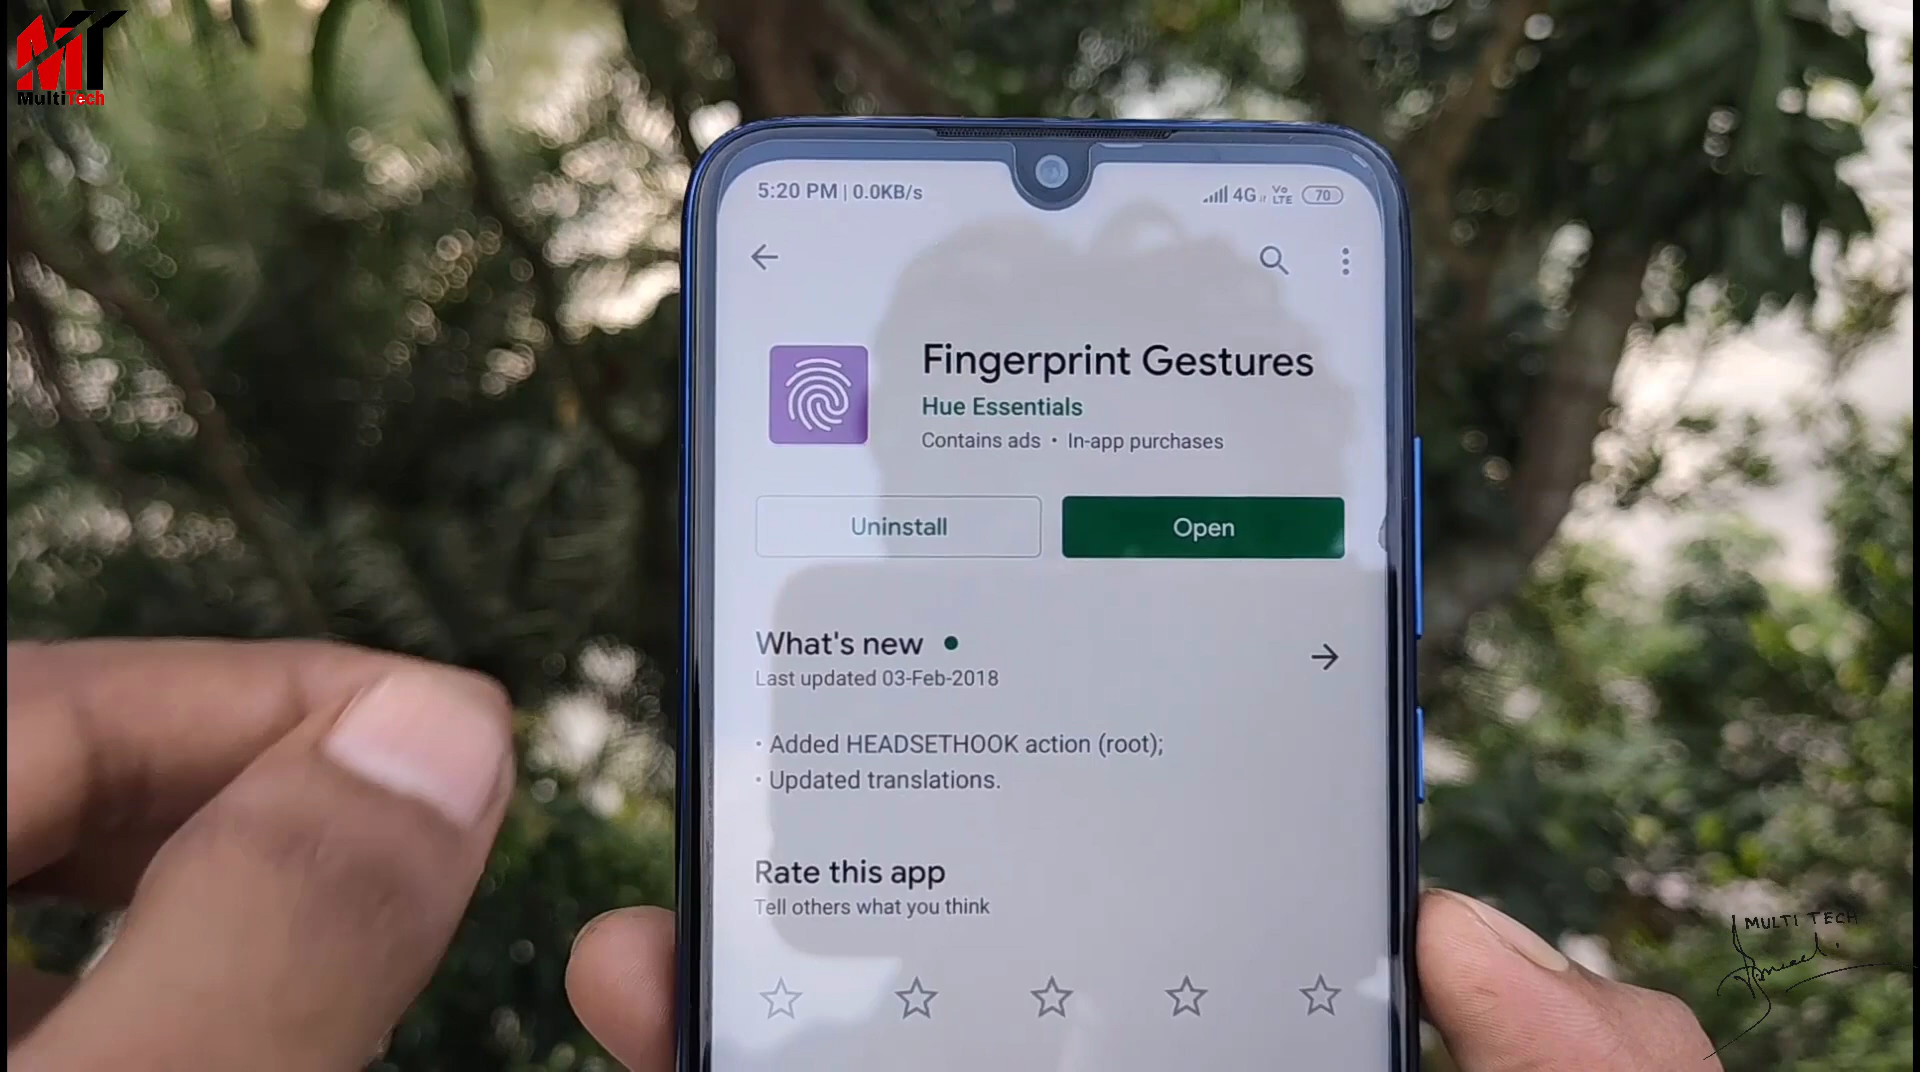 MT
MultiTech
5:20 PM | 0.0KB/s
4G Vo LTE 70
Fingerprint Gestures
Hue Essentials
Contains ads • In-app purchases
Uninstall
Open
What's new •
Last updated 03-Feb-2018
· Added HEADSETHOOK action (root);
· Updated translations.
Rate this app
Tell others what you think
MULTI TECH